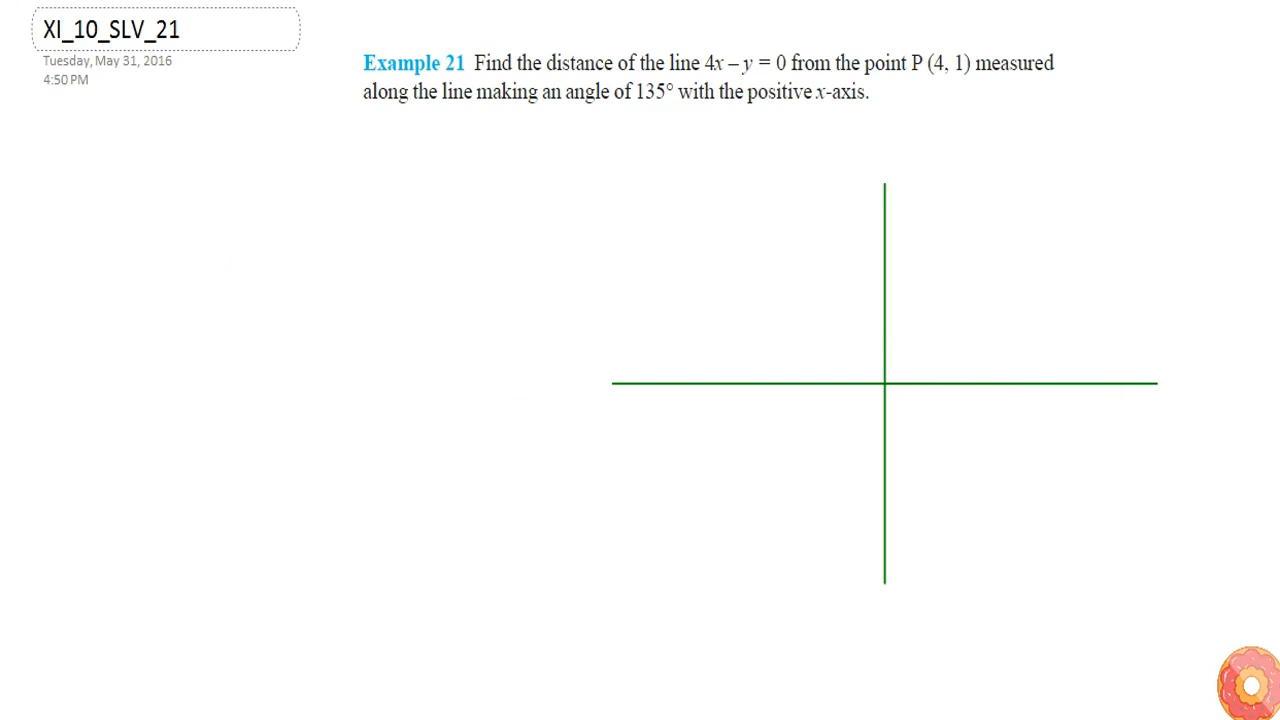 XI_10_SLV_21
Tuesday, May 31, 2016
4:50 PM
Example 21 Find the distance of the line 4x – y = 0 from the point P (4, 1) measured
along the line making an angle of 135° with the positive x-axis.